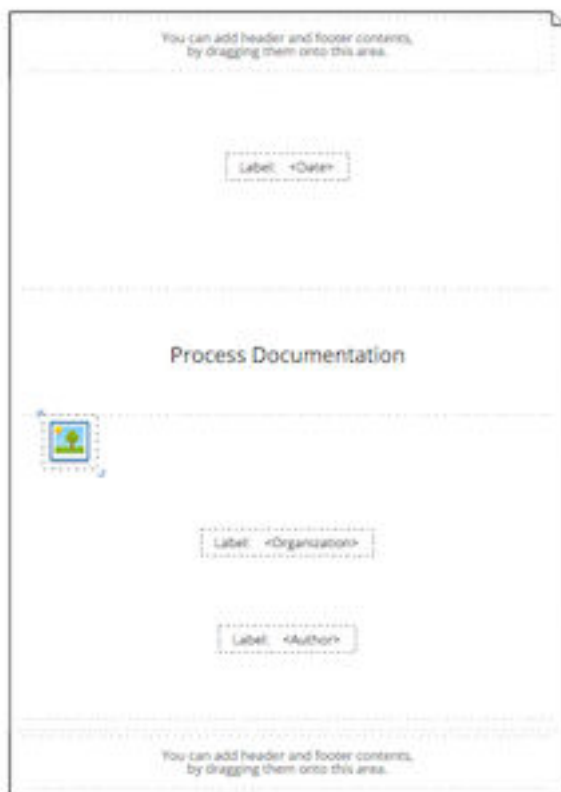 You can add header and footer contents,
by dragging them onto this area.
Label: <Date>
Process Documentation
Label: <Organization>
Label: <Author>
You can add header and footer contents,
by dragging them onto this area.